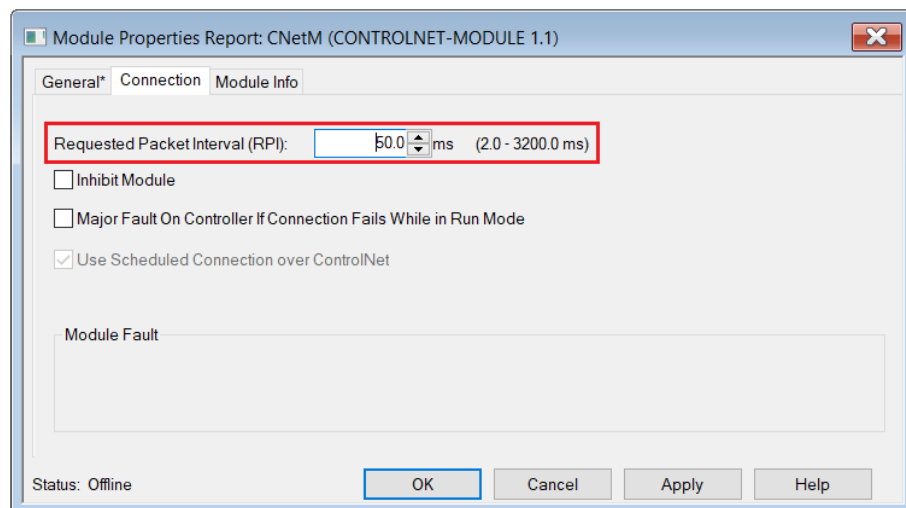 Module Properties Report: CNetM (CONTROLNET-MODULE 1.1)
General* Connection Module Info
Requested Packet Interval (RPI): 50.0 ms (2.0 - 3200.0 ms)
Inhibit Module
Major Fault On Controller If Connection Fails While in Run Mode
Use Scheduled Connection over ControlNet
Module Fault
Status: Offline OK Cancel Apply Help